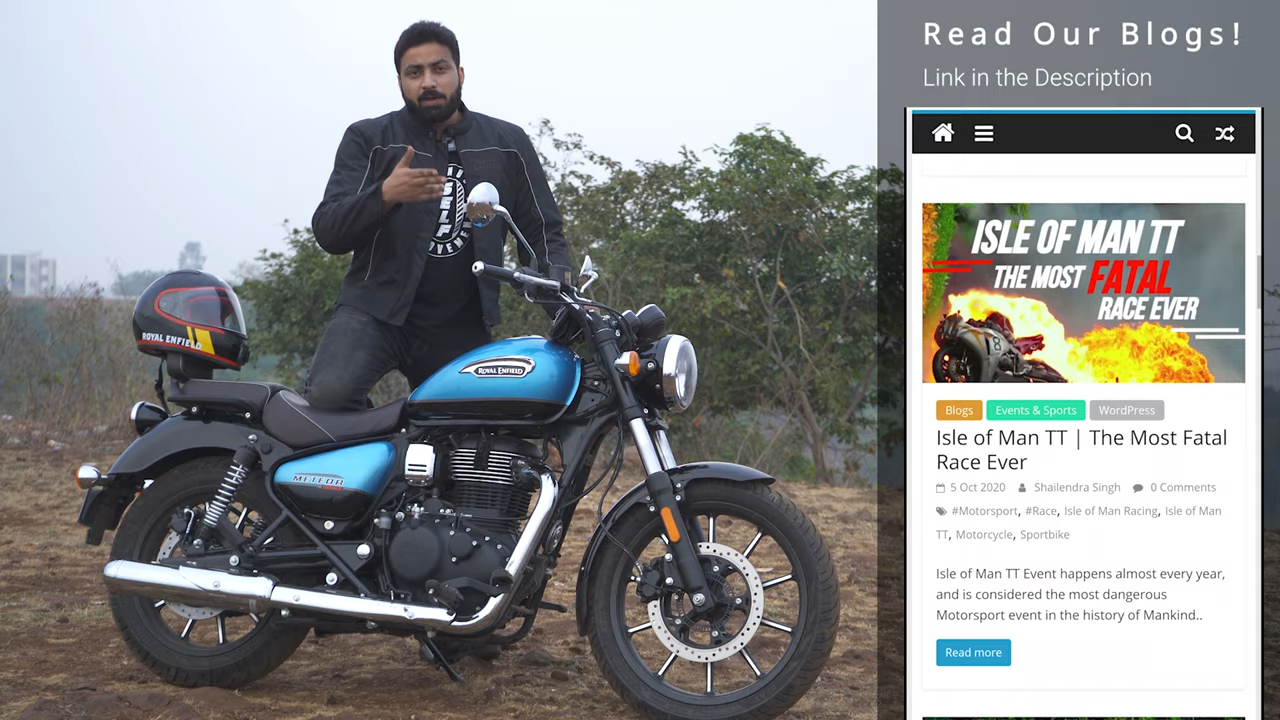 Read Our Blogs!
Link in the Description
ISLE OF MAN TT
THE MOST FATAL
RACE EVER
Blogs
Events & Sports
WordPress
Isle of Man TT | The Most Fatal
Race Ever
5 Oct 2020
Shailendra Singh
0 Comments
#Motorsport, #Race, Isle of Man Racing, Isle of Man
TT, Motorcycle, Sportbike
Isle of Man TT Event happens almost every year,
and is considered the most dangerous
Motorsport event in the history of Mankind..
Read more
SELF
ROYAL ENFIELD
ROYAL ENFIELD
METEOR